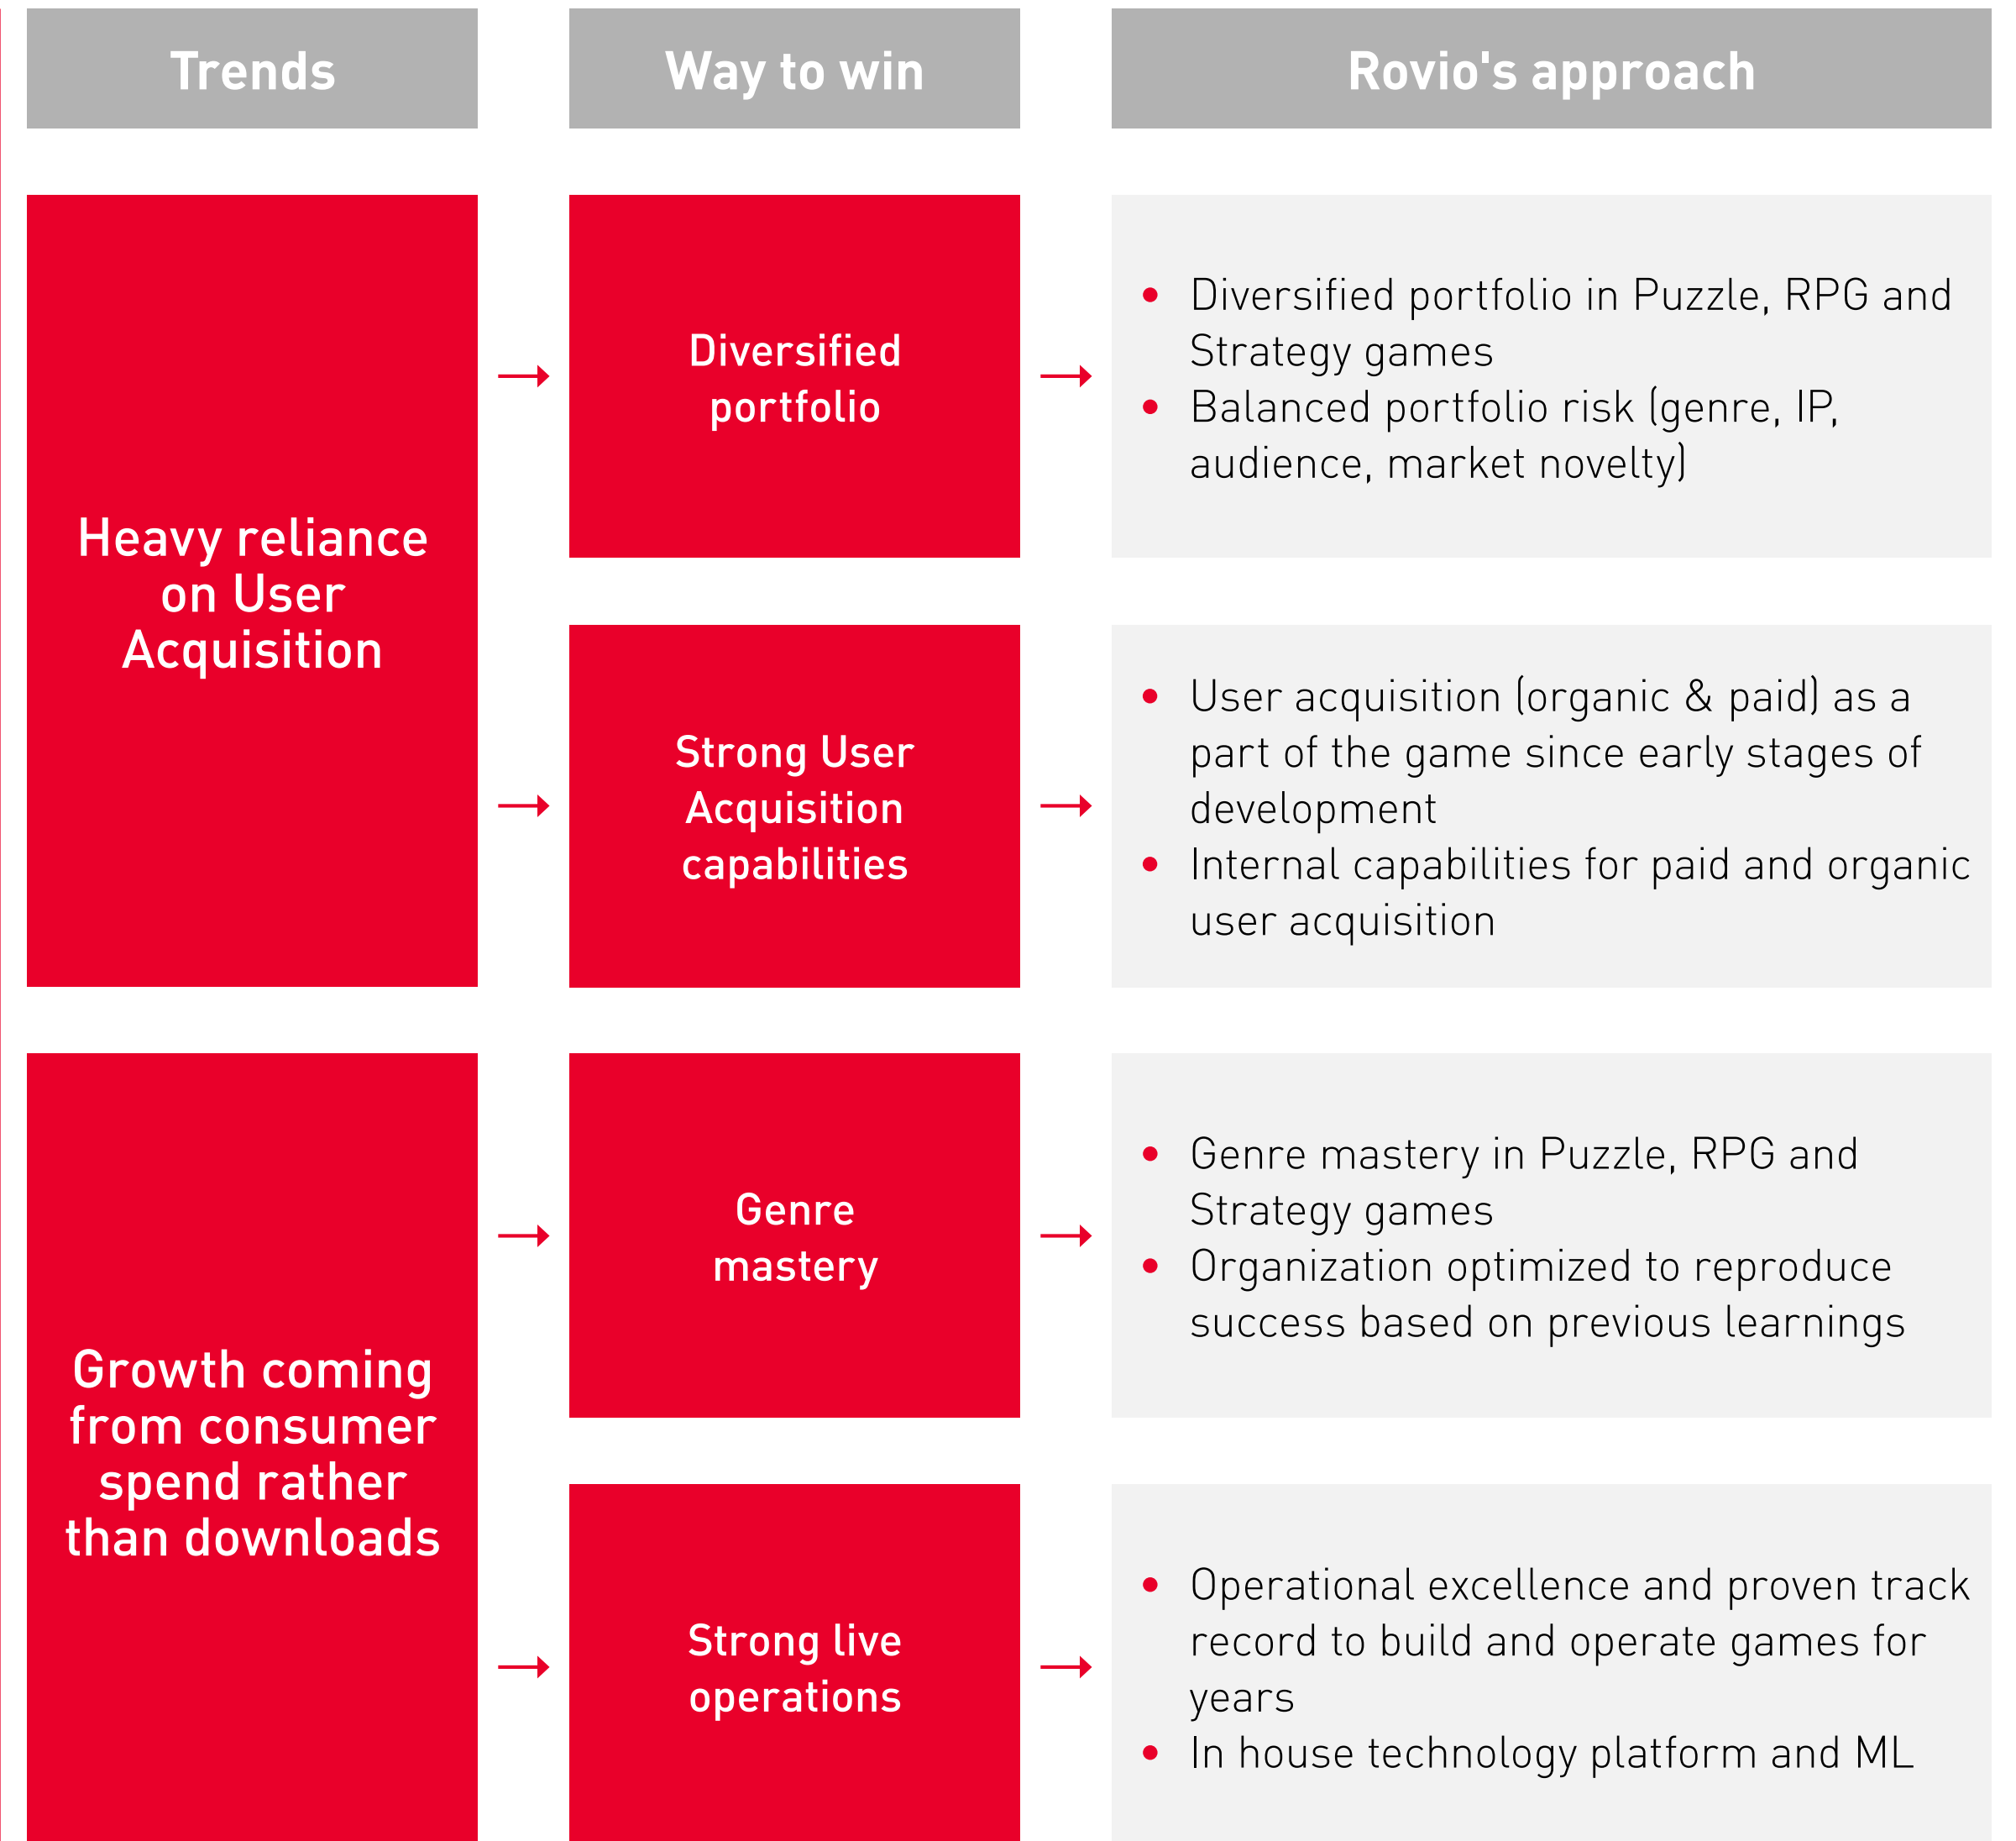 Trends
Way to win
Rovio's approach
Heavy reliance
on User
Acquisition
Diversified
portfolio
• Diversified portfolio in Puzzle, RPG and
Strategy games
• Balanced portfolio risk (genre, IP,
audience, market novelty)
Strong User
Acquisition
capabilities
• User acquisition (organic & paid) as a
part of the game since early stages of
development
• Internal capabilities for paid and organic
user acquisition
Growth coming
from consumer
spend rather
than downloads
Genre
mastery
• Genre mastery in Puzzle, RPG and
Strategy games
• Organization optimized to reproduce
success based on previous learnings
Strong live
operations
• Operational excellence and proven track
record to build and operate games for
years
• In house technology platform and ML